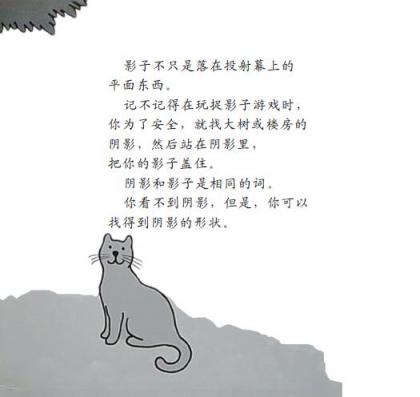 影子不只是落在投射幕上的
平面东西。
记不记得在玩捉影子游戏时，
你为了安全，就找大树或楼房的
阴影，然后站在阴影里，
把你的影子盖住。
阴影和影子是相同的词。
你看不到阴影，但是，你可以
找得到阴影的形状。